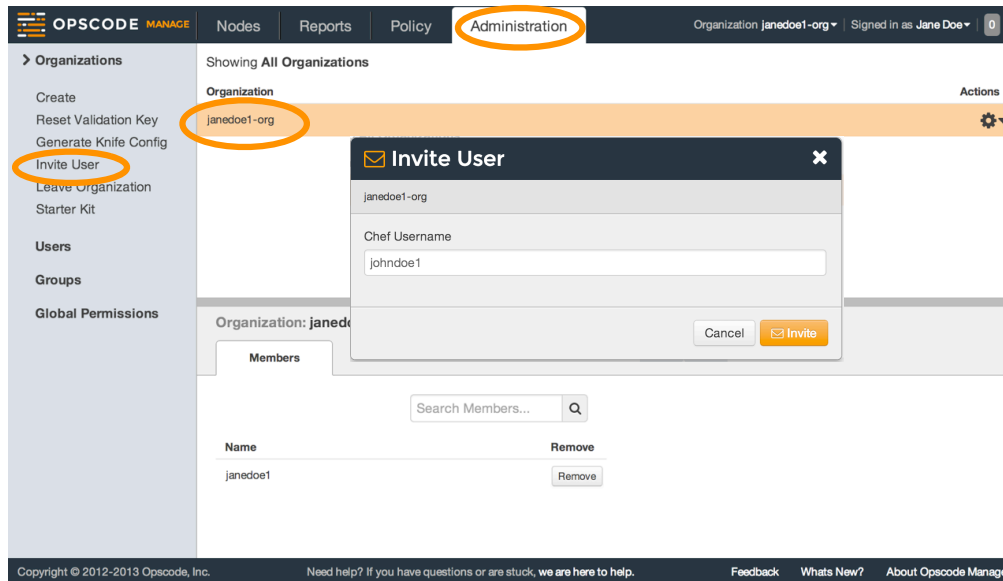 OPSCODE MANAGE Nodes Reports Policy Administration Organization janedoe1-org Signed in as Jane Doe 0
Organizations
Create
Reset Validation Key
Generate Knife Config
Invite User
Leave Organization
Starter Kit
Users
Groups
Global Permissions
Showing All Organizations
Organization Actions
janedoe1-org
Invite User
janedoe1-org
Chef Username
johndoe1
Cancel Invite
Organization:
Members
Search Members...
Name Remove
janedoe1 Remove
Copyright © 2012-2013 Opscode, Inc. Need help? If you have questions or are stuck, we are here to help. Feedback Whats New? About Opscode Manage